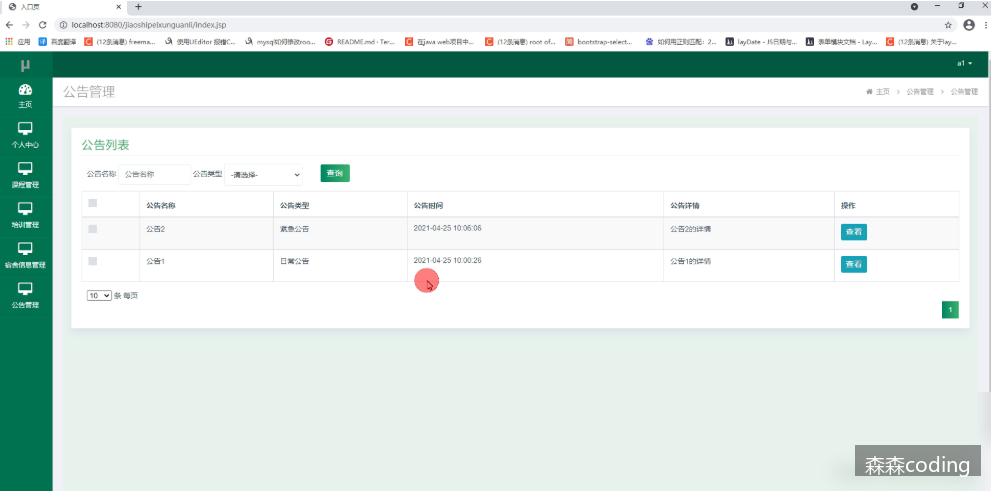 入口页
localhost:8080/jiaoshipeixunguanli/index.jsp
应用 百度翻译 (12条消息) freema... 使用UEditor 报错C... mysql如何修改roo... README.md · Ter... 在java web项目中... (12条消息) root of... bootstrap-select... 如何用正则匹配：2... layDate - JS日期与... 表单模块文档 - Lay... (12条消息) 关于lay...
μ
a1
主页
个人中心
课程管理
培训管理
宿舍信息管理
公告管理
公告管理
主页 > 公告管理 > 公告管理
公告列表
公告名称 公告名称 公告类型 -请选择- 查询
公告名称 公告类型 公告时间 公告详情 操作
公告2 紧急公告 2021-04-25 10:06:06 公告2的详情 查看
公告1 日常公告 2021-04-25 10:00:26 公告1的详情 查看
10 条 每页
1
森森coding